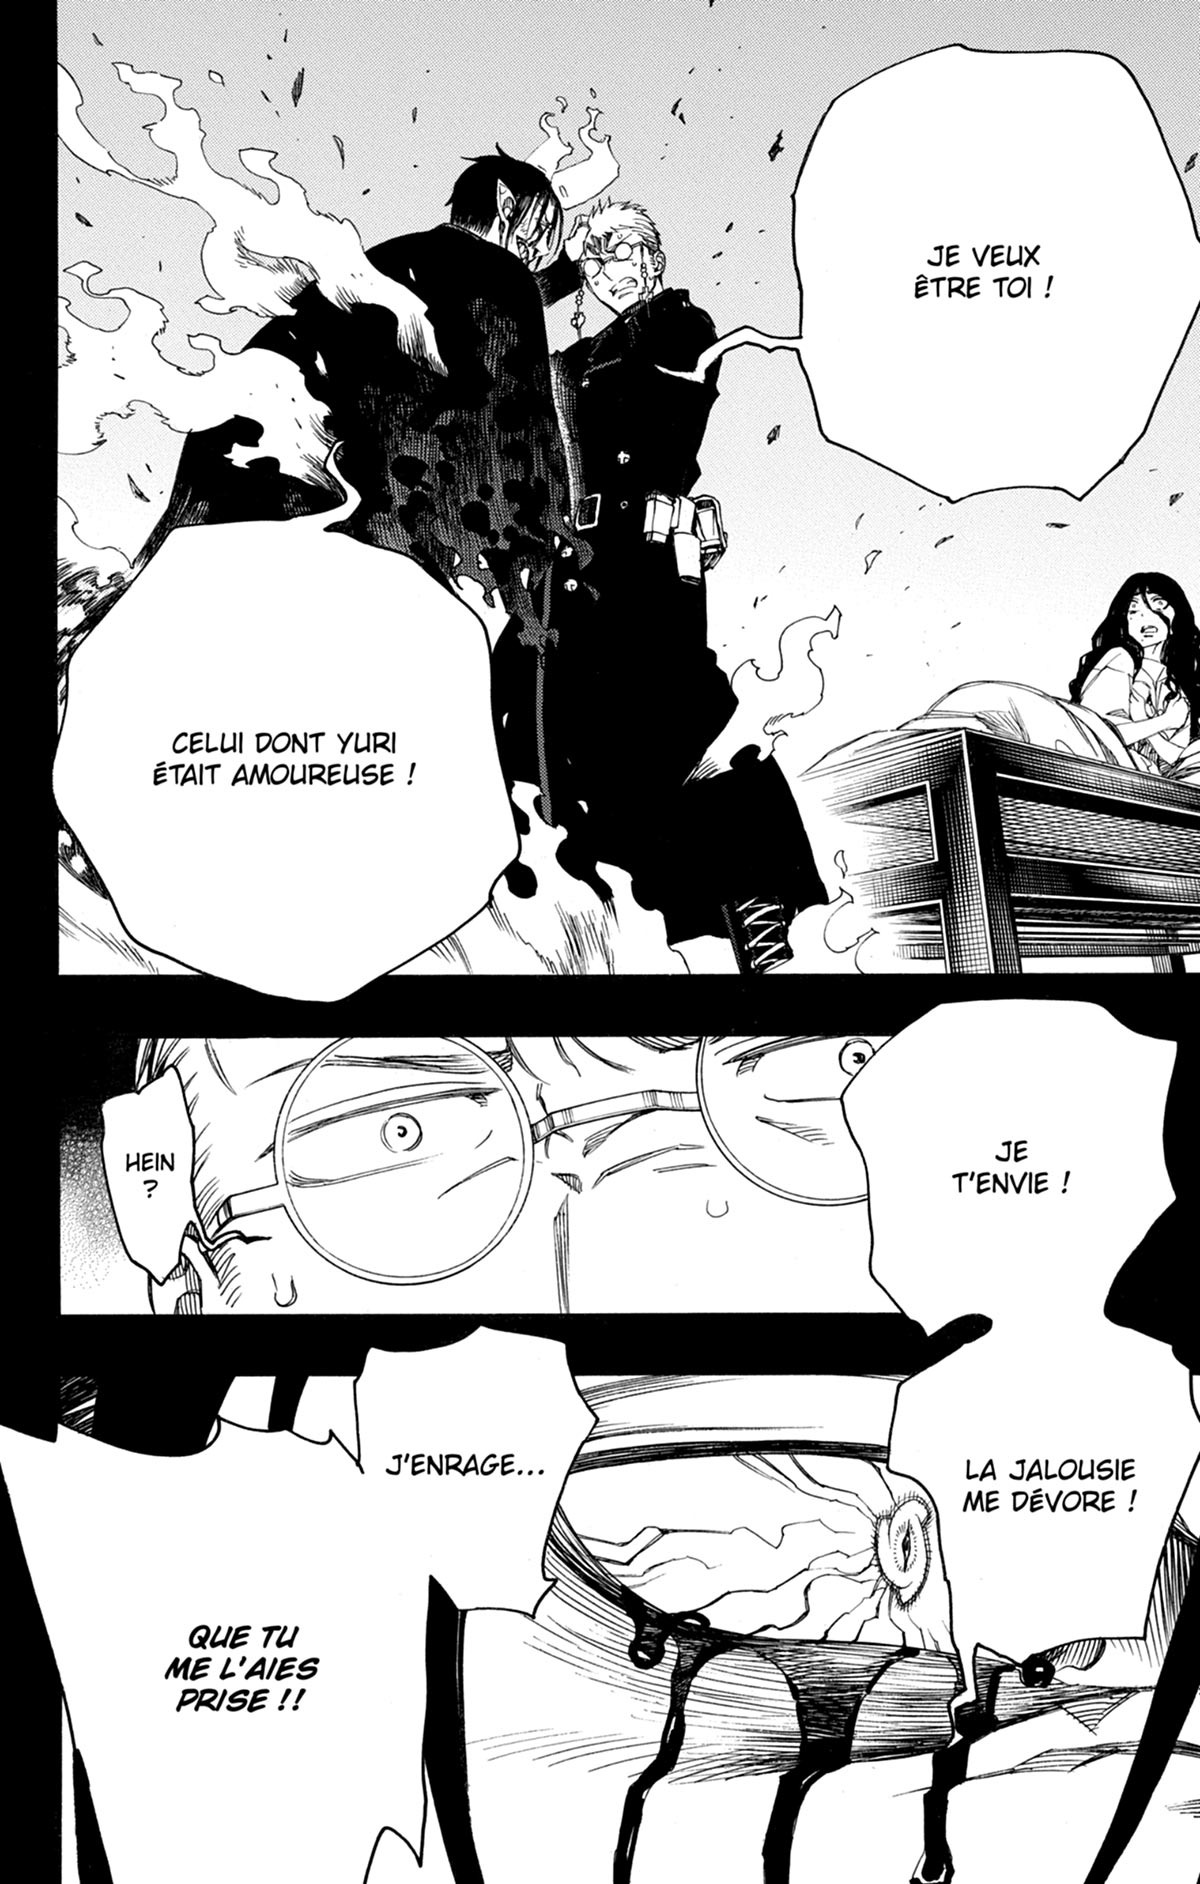 JE VEUX
ÊTRE TOI !
CELUI DONT YURI
ÉTAIT AMOUREUSE !
JE
T'ENVIE !
HEIN
?
LA JALOUSIE
ME DÉVORE !
J'ENRAGE...
QUE TU
ME L'AIES
PRISE !!